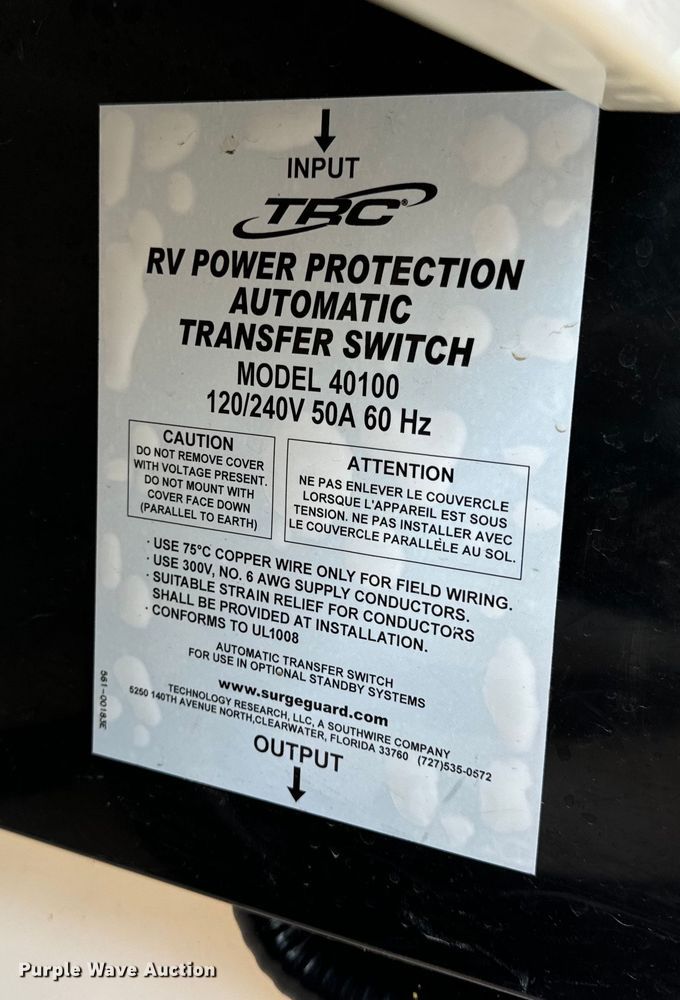 INPUT
TRC®
RV POWER PROTECTION
AUTOMATIC
TRANSFER SWITCH
MODEL 40100
120/240V 50A 60 Hz
CAUTION
DO NOT REMOVE COVER
WITH VOLTAGE PRESENT.
DO NOT MOUNT WITH
COVER FACE DOWN
(PARALLEL TO EARTH)
ATTENTION
NE PAS ENLEVER LE COUVERCLE
LORSQUE L'APPAREIL EST SOUS
TENSION. NE PAS INSTALLER AVEC
LE COUVERCLE PARALLÈLE AU SOL.
· USE 75°C COPPER WIRE ONLY FOR FIELD WIRING.
· USE 300V, NO. 6 AWG SUPPLY CONDUCTORS.
· SUITABLE STRAIN RELIEF FOR CONDUCTORS
SHALL BE PROVIDED AT INSTALLATION.
· CONFORMS TO UL1008
AUTOMATIC TRANSFER SWITCH
FOR USE IN OPTIONAL STANDBY SYSTEMS
www.surgeguard.com
TECHNOLOGY RESEARCH, LLC, A SOUTHWIRE COMPANY
5250 140TH AVENUE NORTH, CLEARWATER, FLORIDA 33760 (727)535-0572
OUTPUT
561-00183E
Purple Wave Auction